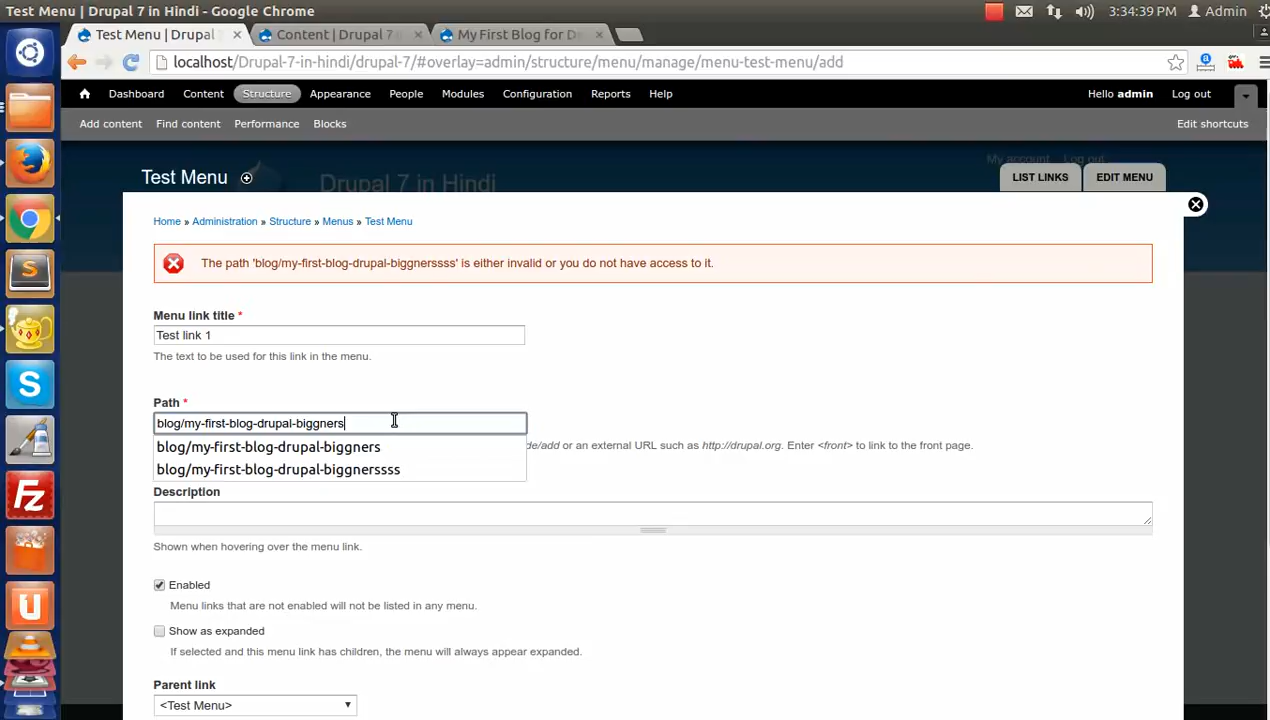 Test Menu | Drupal 7 in Hindi - Google Chrome
3:34:39 PM Admin
Test Menu | Drupal
Content | Drupal 7
My First Blog for D
localhost/Drupal-7-in-hindi/drupal-7/#overlay=admin/structure/menu/manage/menu-test-menu/add
Dashboard Content Structure Appearance People Modules Configuration Reports Help Hello admin Log out
Add content Find content Performance Blocks Edit shortcuts
My account Log out
Drupal 7 in Hindi
Test Menu
LIST LINKS EDIT MENU
Home » Administration » Structure » Menus » Test Menu
The path 'blog/my-first-blog-drupal-biggnerssss' is either invalid or you do not have access to it.
Menu link title *
Test link 1
The text to be used for this link in the menu.
Path *
blog/my-first-blog-drupal-biggners
de/add or an external URL such as http://drupal.org. Enter <front> to link to the front page.
blog/my-first-blog-drupal-biggners
blog/my-first-blog-drupal-biggnerssss
Description
Shown when hovering over the menu link.
Enabled
Menu links that are not enabled will not be listed in any menu.
Show as expanded
If selected and this menu link has children, the menu will always appear expanded.
Parent link
<Test Menu>